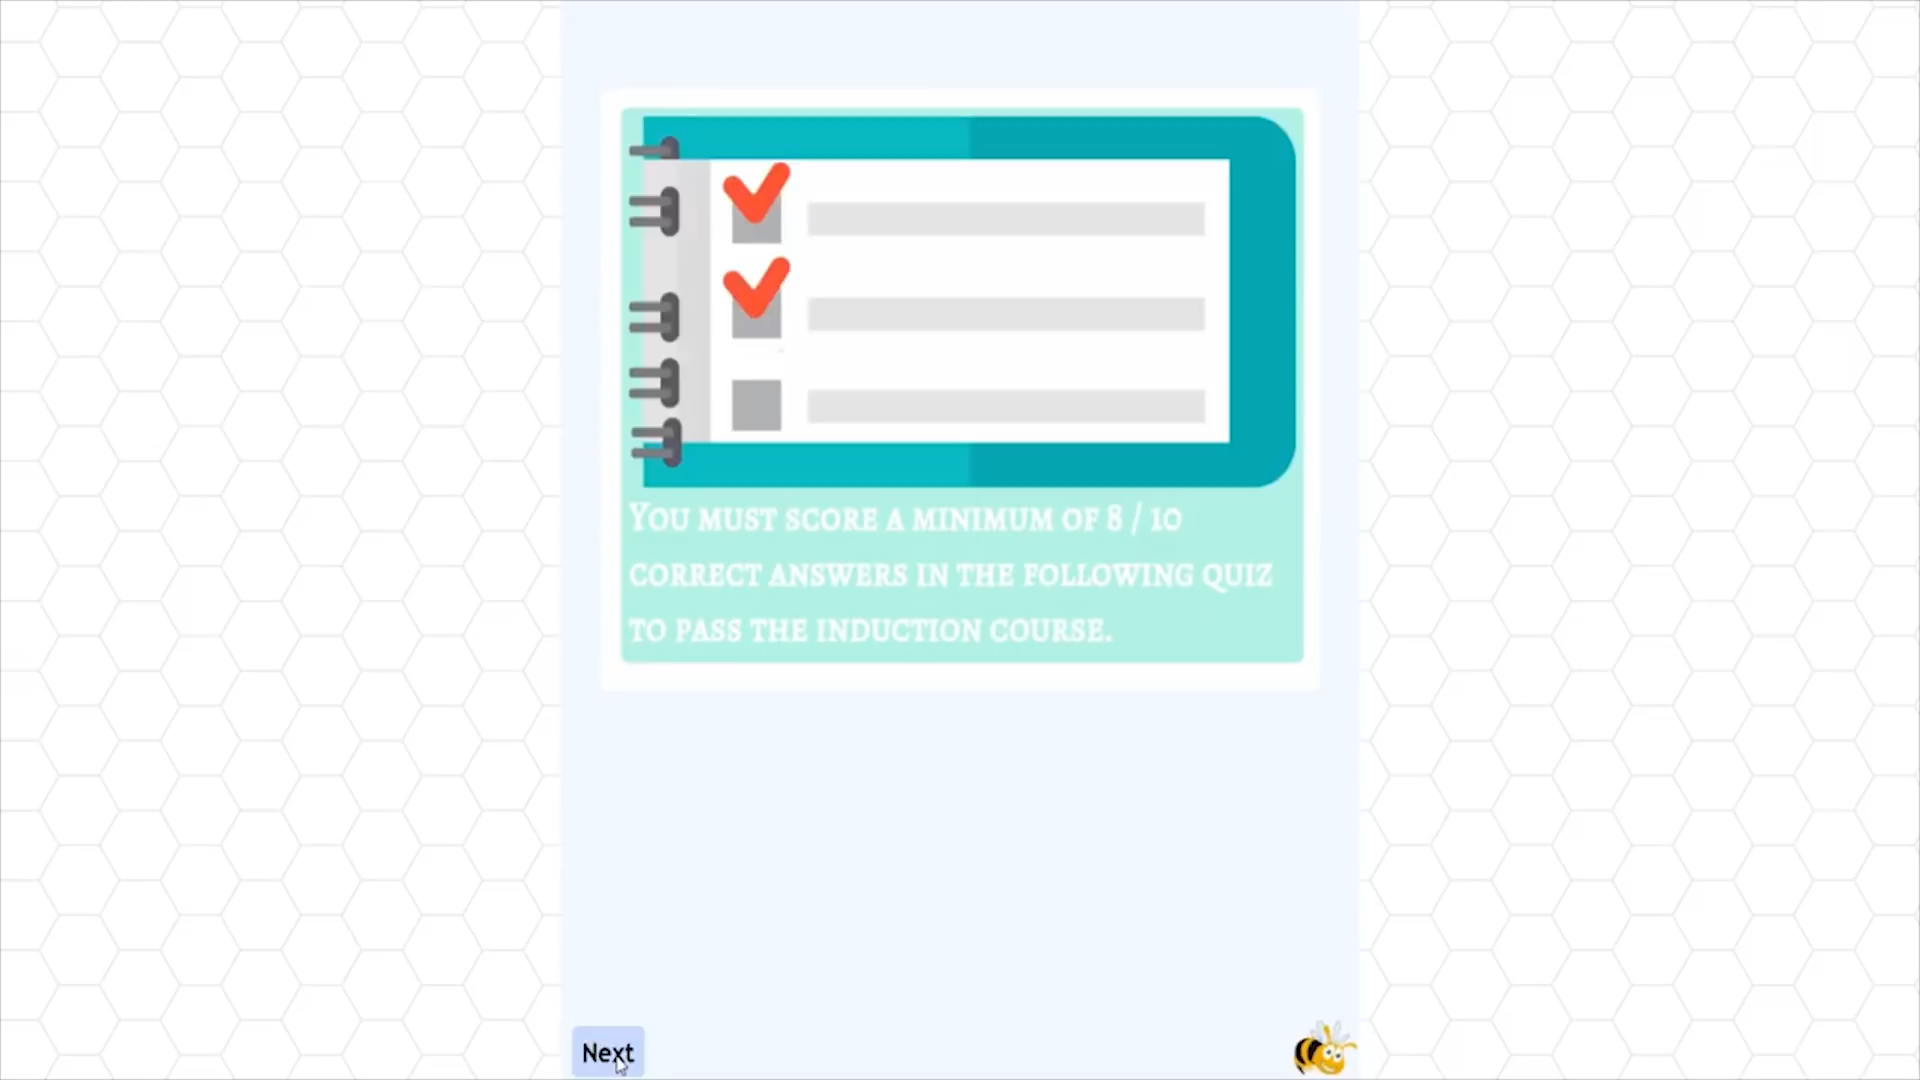 You must score a minimum of 8 / 10
correct answers in the following quiz
to pass the induction course.
Next